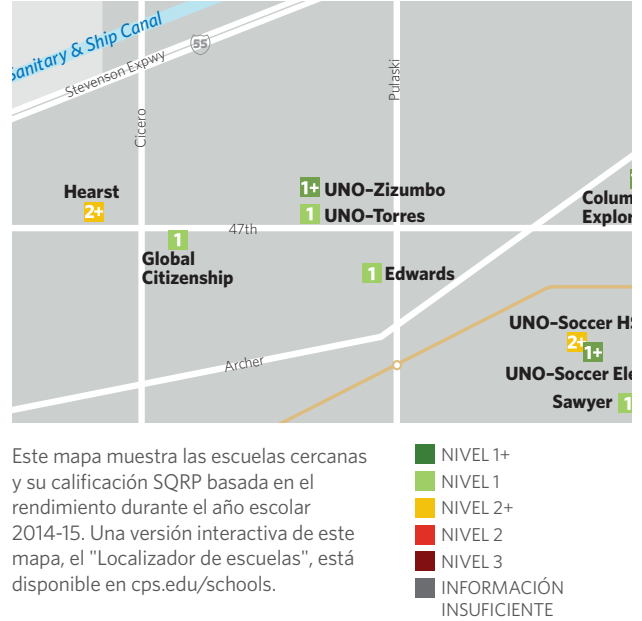 Sanitary & Ship Canal
55
Stevenson Expwy
Pulaski
Cicero
Hearst
2+
1+ UNO-Zizumbo
1 UNO-Torres
Colum
Explor
47th
1
Global
Citizenship
1 Edwards
UNO-Soccer HS
2+
1+
UNO-Soccer Ele
Archer
Sawyer 1
Este mapa muestra las escuelas cercanas
y su calificación SQRP basada en el
rendimiento durante el año escolar
2014-15. Una versión interactiva de este
mapa, el "Localizador de escuelas", está
disponible en cps.edu/schools.
NIVEL 1+
NIVEL 1
NIVEL 2+
NIVEL 2
NIVEL 3
INFORMACIÓN
INSUFICIENTE